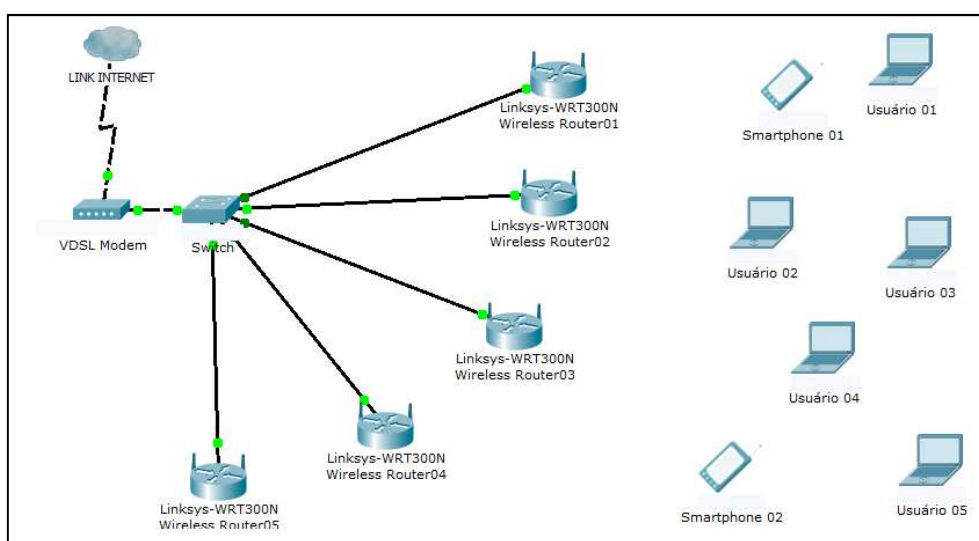 LINK INTERNET
VDSL Modem
Switch
Linksys-WRT300N
Wireless Router01
Linksys-WRT300N
Wireless Router02
Linksys-WRT300N
Wireless Router03
Linksys-WRT300N
Wireless Router04
Linksys-WRT300N
Wireless Router05
Smartphone 01
Usuário 01
Usuário 02
Usuário 03
Usuário 04
Smartphone 02
Usuário 05